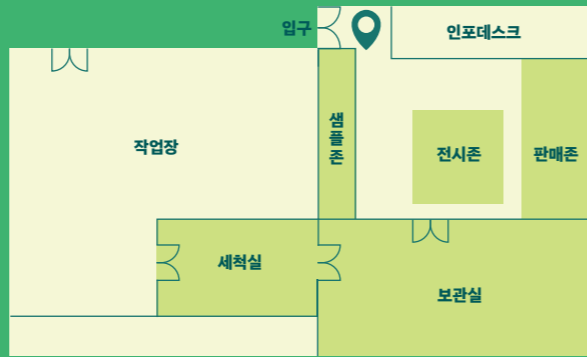 입구
인포데스크
작업장
샘플존
전시존
판매존
세척실
보관실